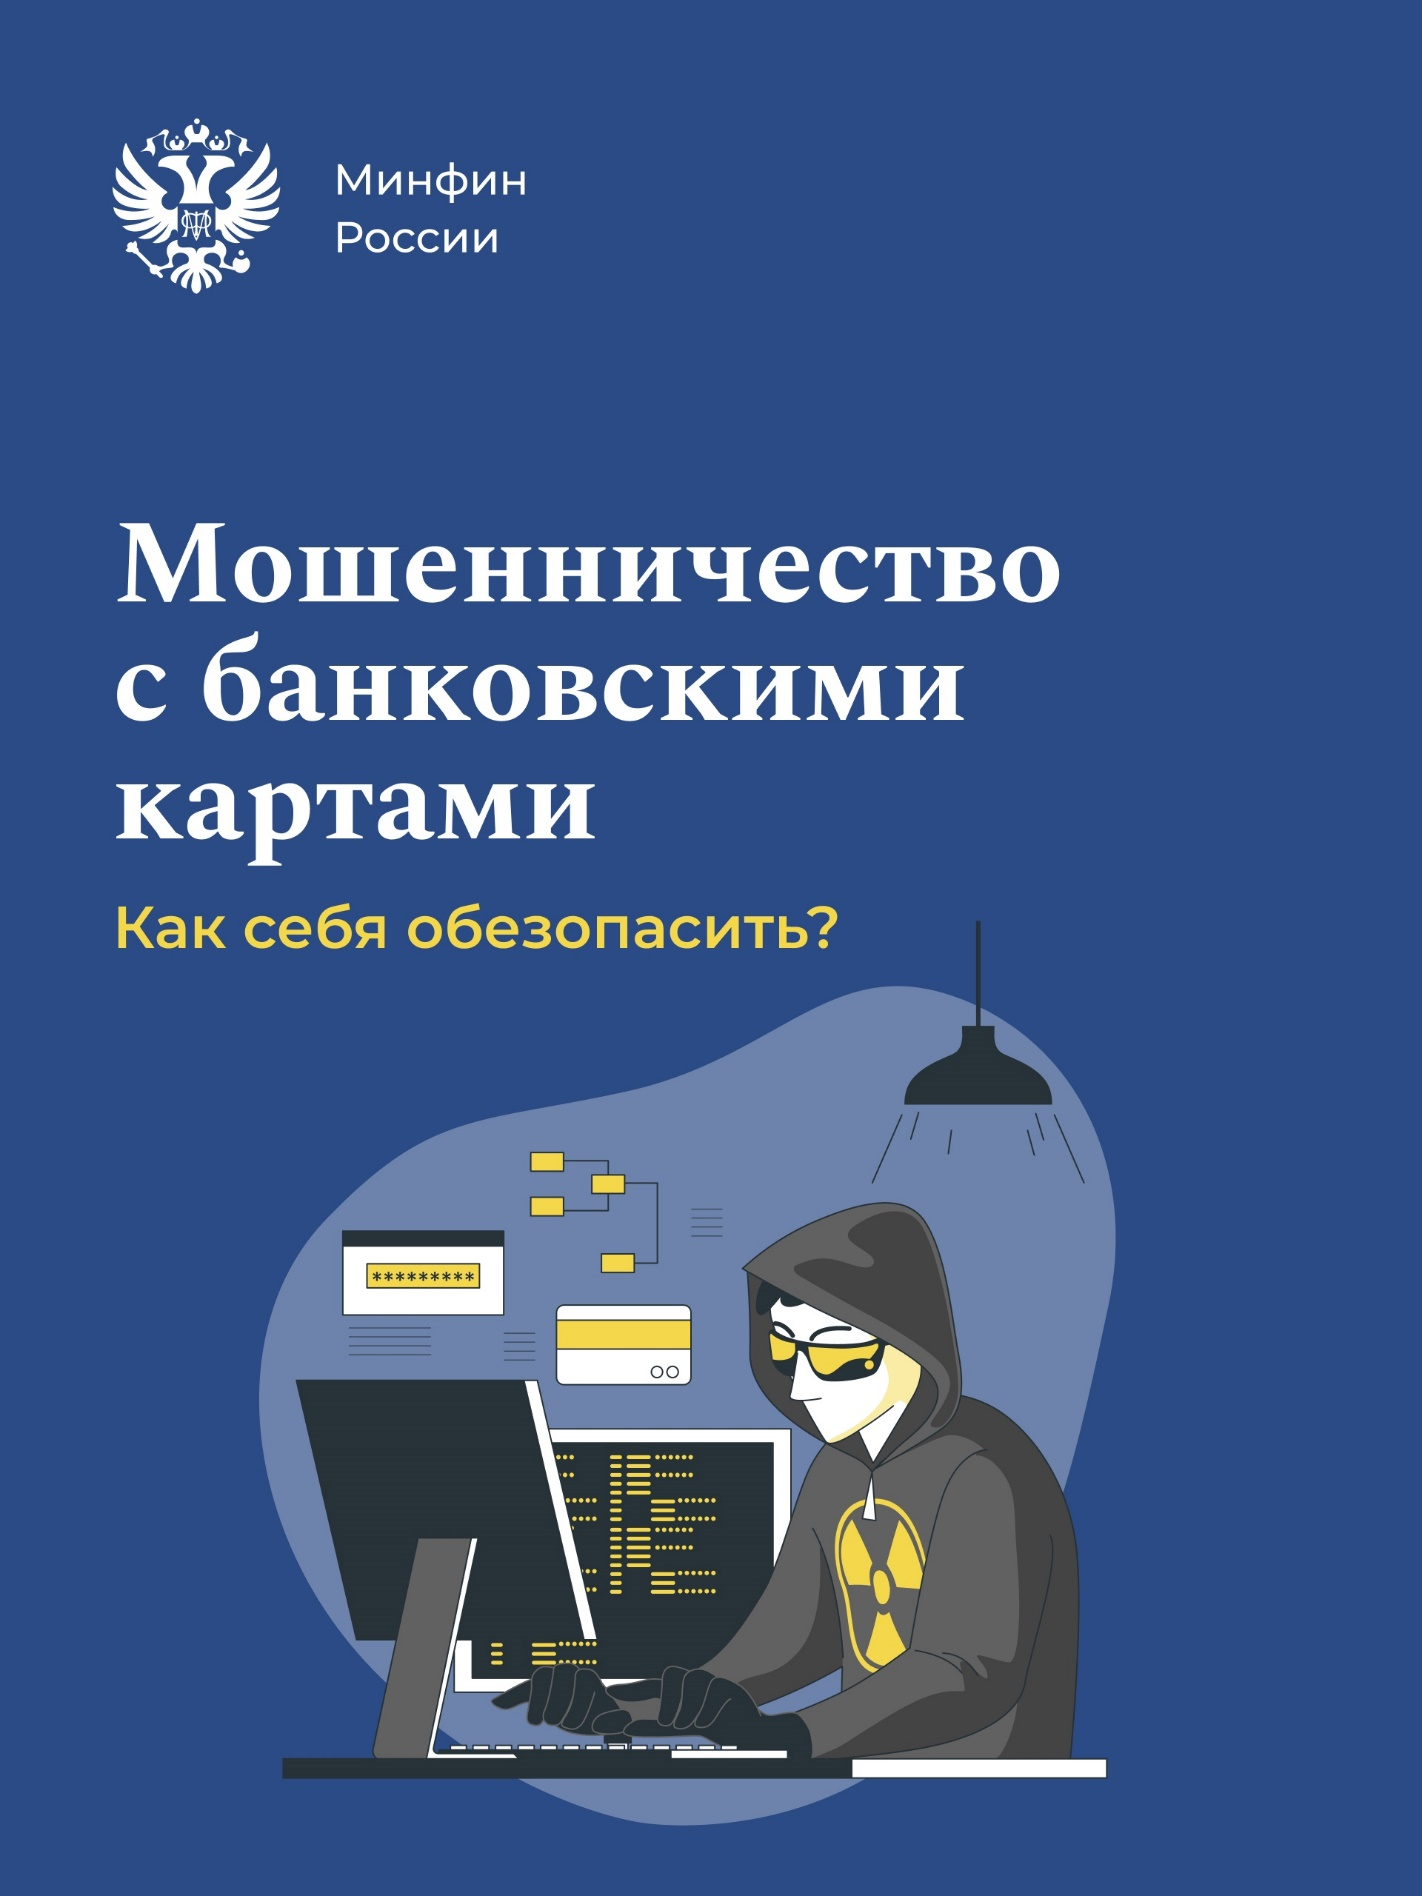 Минфин
России
Мошенничество
с банковскими
картами
Как себя обезопасить?
*********